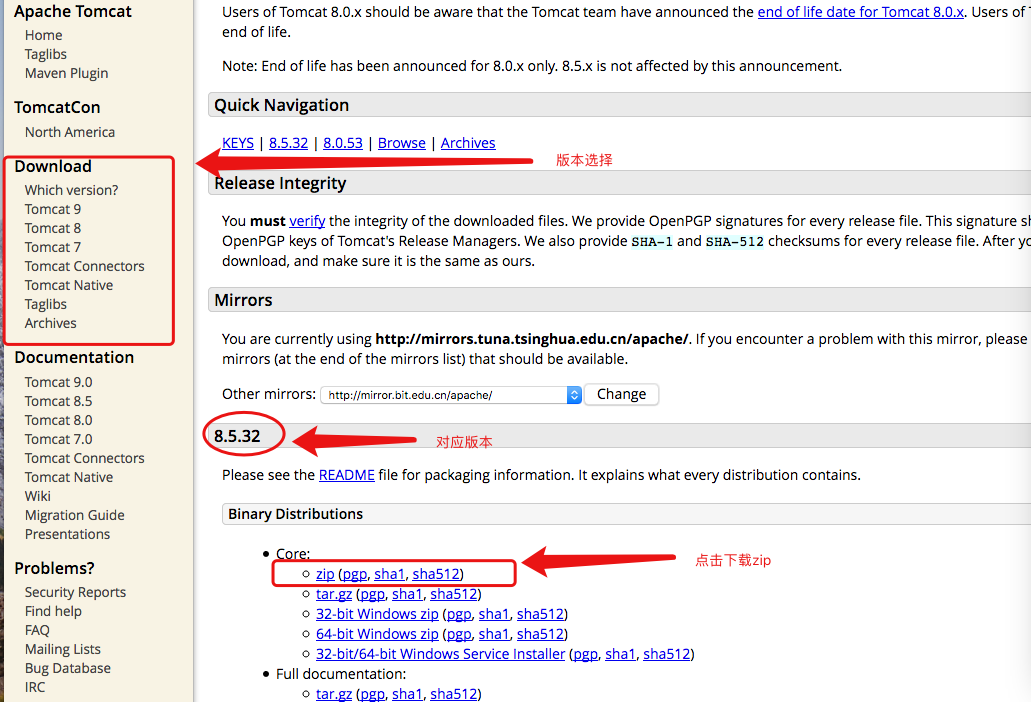 Apache Tomcat
Home
Taglibs
Maven Plugin
TomcatCon
North America
Download
Which version?
Tomcat 9
Tomcat 8
Tomcat 7
Tomcat Connectors
Tomcat Native
Taglibs
Archives
Documentation
Tomcat 9.0
Tomcat 8.5
Tomcat 8.0
Tomcat 7.0
Tomcat Connectors
Tomcat Native
Wiki
Migration Guide
Presentations
Problems?
Security Reports
Find help
FAQ
Mailing Lists
Bug Database
IRC
Users of Tomcat 8.0.x should be aware that the Tomcat team have announced the end of life date for Tomcat 8.0.x. Users of
end of life.
Note: End of life has been announced for 8.0.x only. 8.5.x is not affected by this announcement.
Quick Navigation
KEYS | 8.5.32 | 8.0.53 | Browse | Archives
版本选择
Release Integrity
You must verify the integrity of the downloaded files. We provide OpenPGP signatures for every release file. This signature
OpenPGP keys of Tomcat's Release Managers. We also provide SHA-1 and SHA-512 checksums for every release file. After
download, and make sure it is the same as ours.
Mirrors
You are currently using http://mirrors.tuna.tsinghua.edu.cn/apache/. If you encounter a problem with this mirror, please
mirrors (at the end of the mirrors list) that should be available.
Other mirrors: http://mirror.bit.edu.cn/apache/ Change
8.5.32
对应版本
Please see the README file for packaging information. It explains what every distribution contains.
Binary Distributions
Core:
zip (pgp, sha1, sha512)
点击下载zip
tar.gz (pgp, sha1, sha512)
32-bit Windows zip (pgp, sha1, sha512)
64-bit Windows zip (pgp, sha1, sha512)
32-bit/64-bit Windows Service Installer (pgp, sha1, sha512)
Full documentation:
tar.gz (pgp, sha1, sha512)